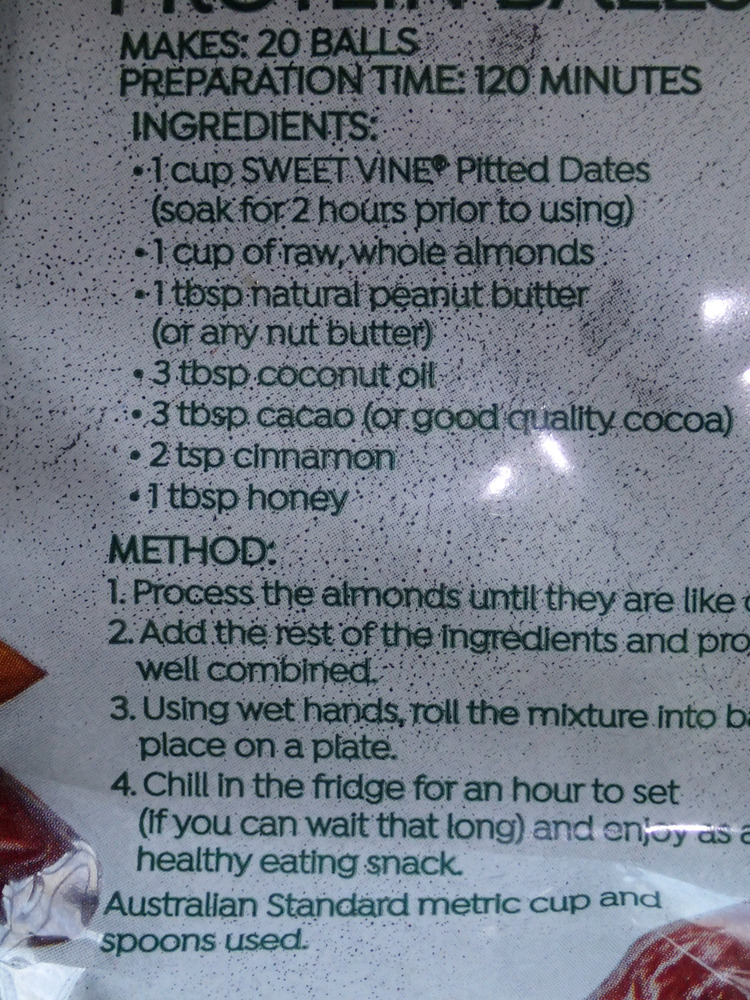 PROTEIN BALLS
MAKES: 20 BALLS
PREPARATION TIME: 120 MINUTES
INGREDIENTS:
• 1 cup SWEET VINE® Pitted Dates
(soak for 2 hours prior to using)
• 1 cup of raw, whole almonds
• 1 tbsp natural peanut butter
(or any nut butter)
• 3 tbsp coconut oil
• 3 tbsp cacao (or good quality cocoa)
• 2 tsp cinnamon
• 1 tbsp honey
METHOD:
1. Process the almonds until they are like
2. Add the rest of the ingredients and pro
well combined.
3. Using wet hands, roll the mixture into ba
place on a plate.
4. Chill in the fridge for an hour to set
(if you can wait that long) and enjoy as a
healthy eating snack.
Australian Standard metric cup and
spoons used.